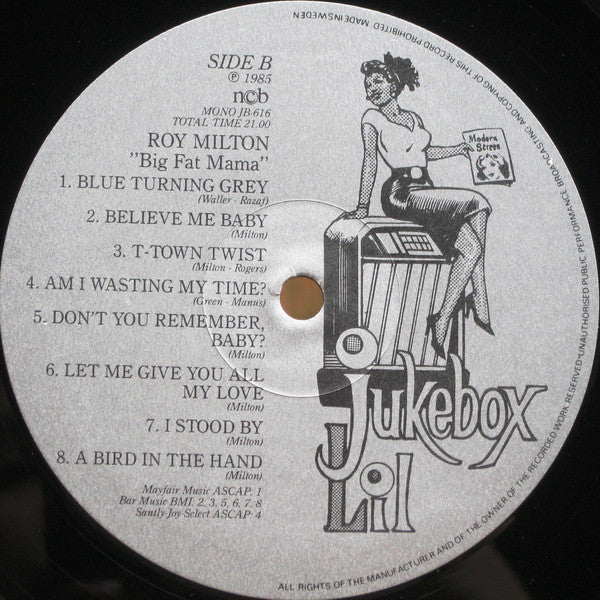 SIDE B
℗ 1985
ncb
MONO JB-616
TOTAL TIME 21.00
ROY MILTON
"Big Fat Mama"
1. BLUE TURNING GREY
(Waller - Razaf)
2. BELIEVE ME BABY
(Milton)
3. T-TOWN TWIST
(Milton - Rogers)
4. AM I WASTING MY TIME?
(Green - Manus)
5. DON'T YOU REMEMBER,
BABY?
(Milton)
6. LET ME GIVE YOU ALL
MY LOVE
(Milton)
7. I STOOD BY
(Milton)
8. A BIRD IN THE HAND
(Milton)
Mayfair Music ASCAP: 1
Bar Music BMI: 2, 3, 5, 6, 7, 8
Santly-Joy-Select ASCAP: 4
Modern
Screen
Jukebox
Lil
ALL RIGHTS OF THE MANUFACTURER AND OF THE OWNER OF THE RECORDED WORK RESERVED • UNAUTHORISED PUBLIC PERFORMANCE BROADCASTING AND COPYING OF THIS RECORD PROHIBITED MADE IN SWEDEN